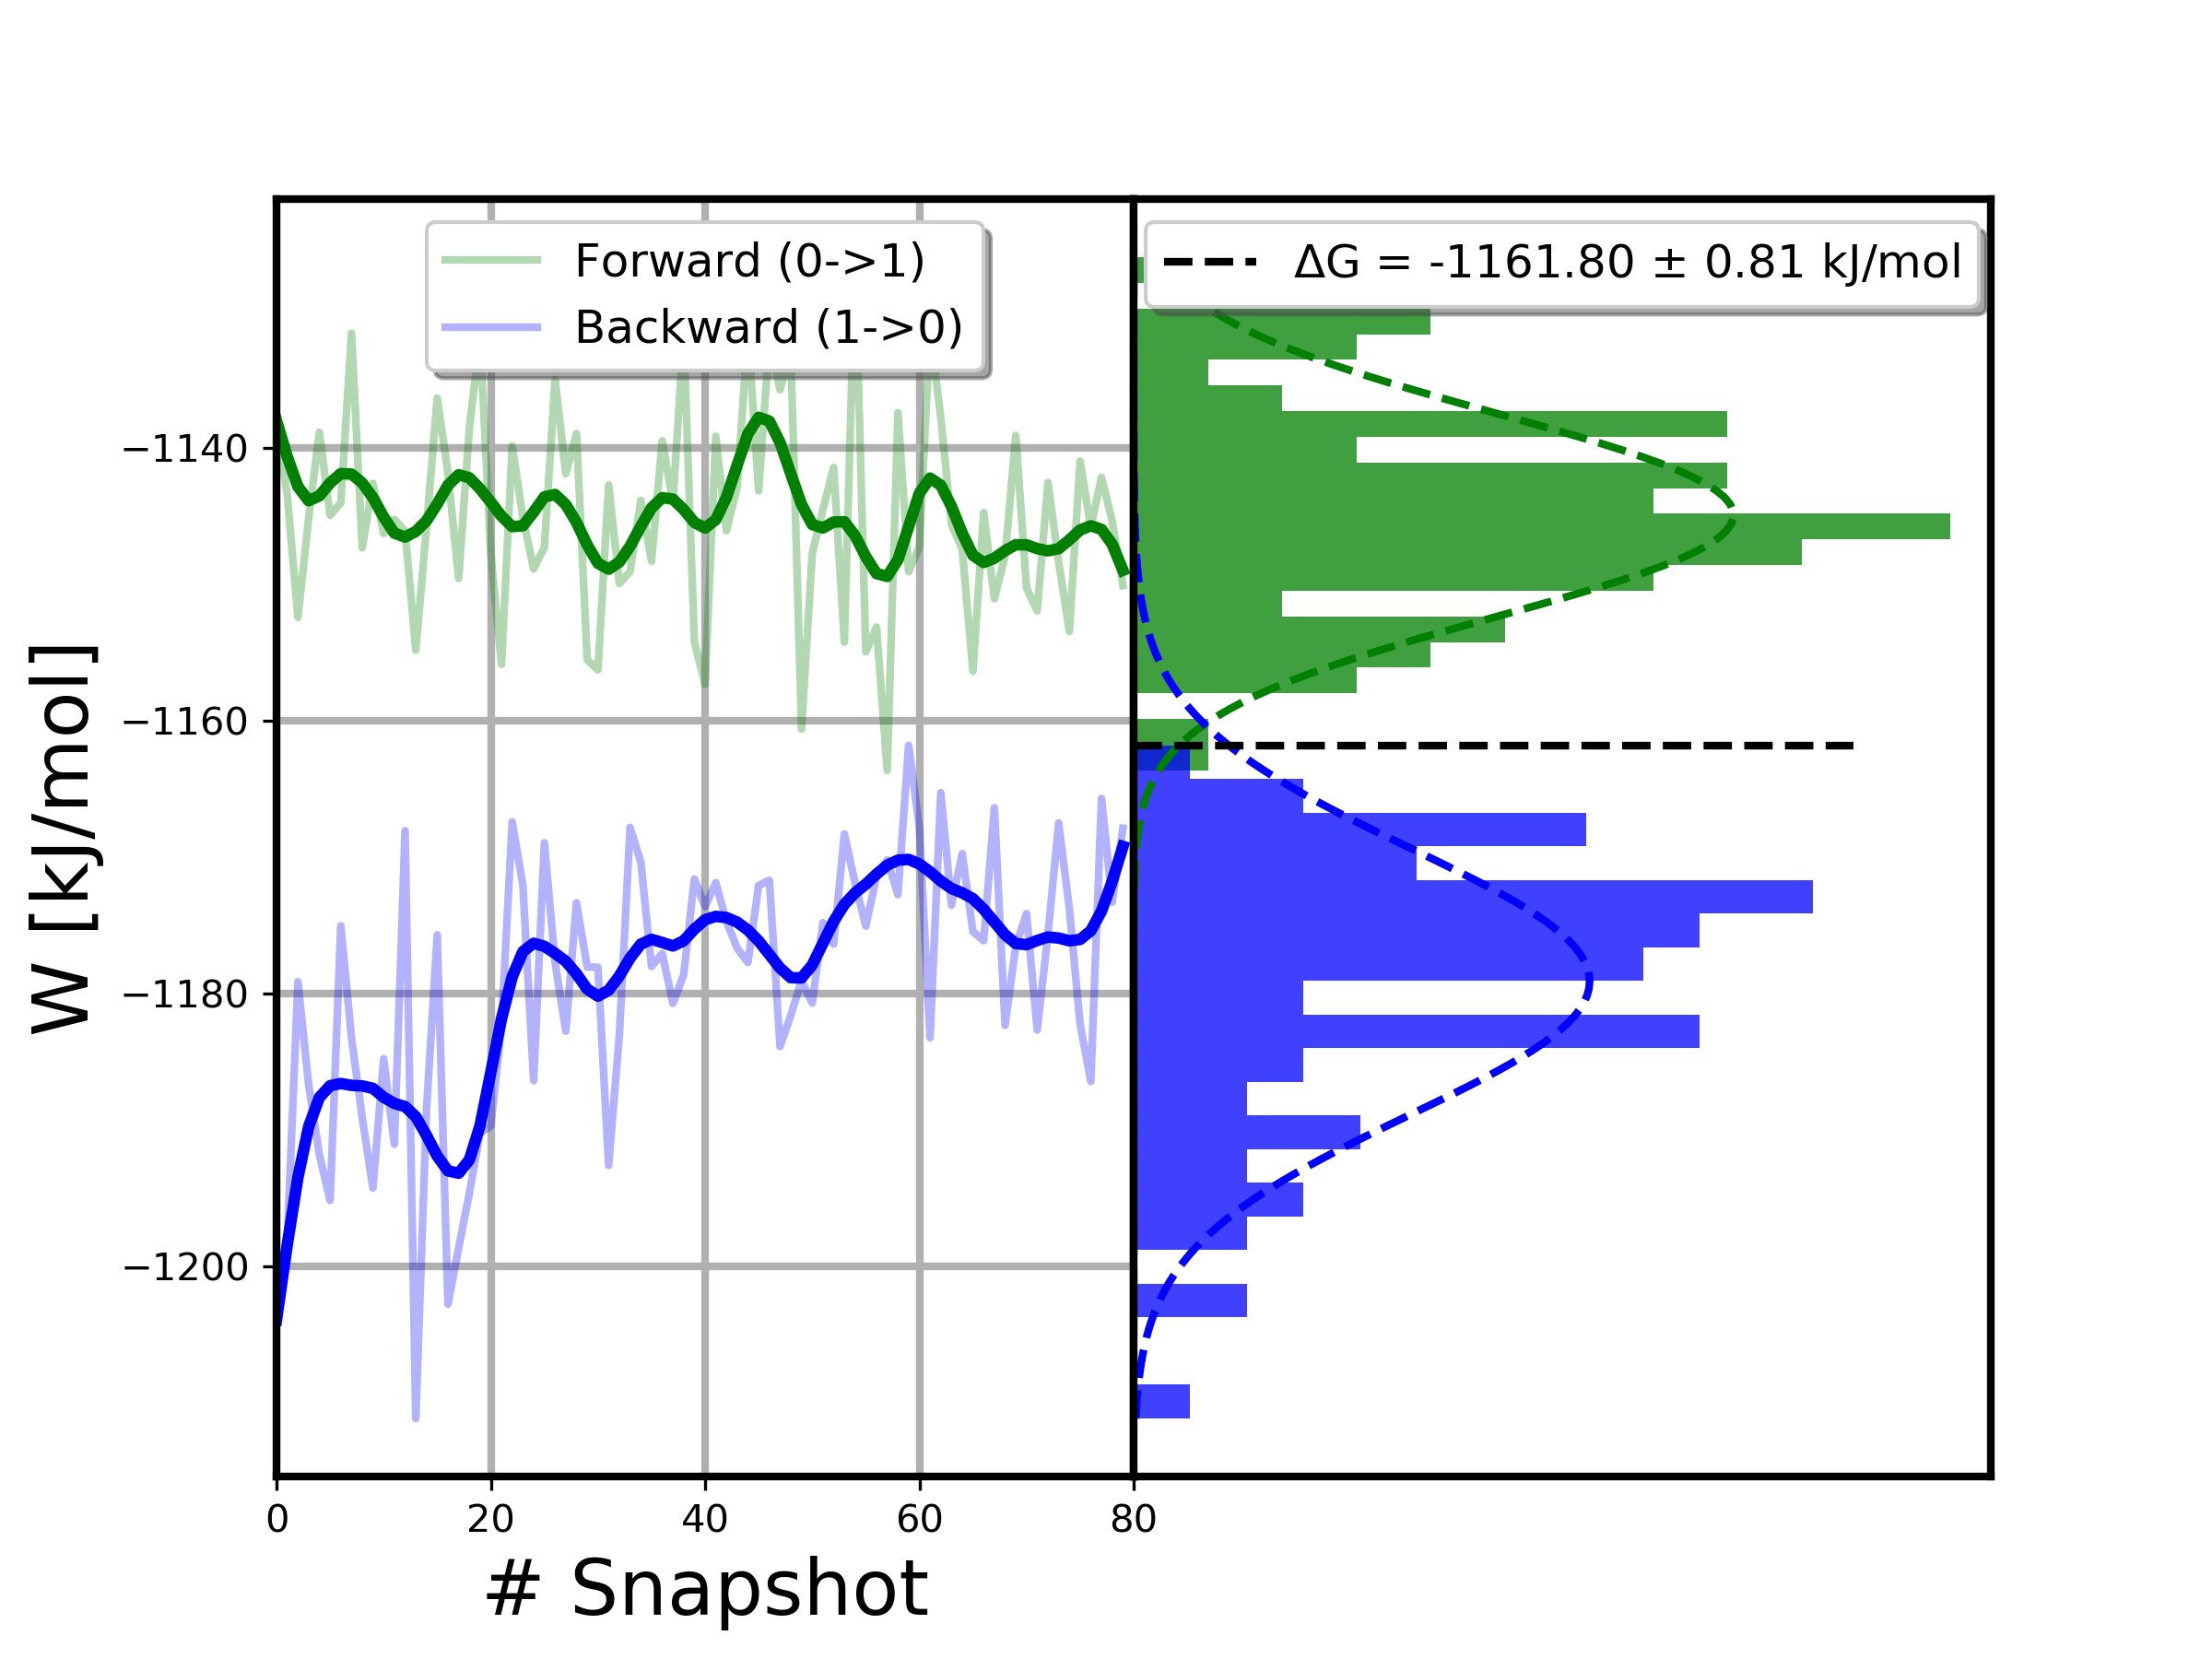 Forward (0->1)
Backward (1->0)
ΔG = -1161.80 ± 0.81 kJ/mol
W [kJ/mol]
−1140
−1160
−1180
−1200
0 20 40 60 80
# Snapshot